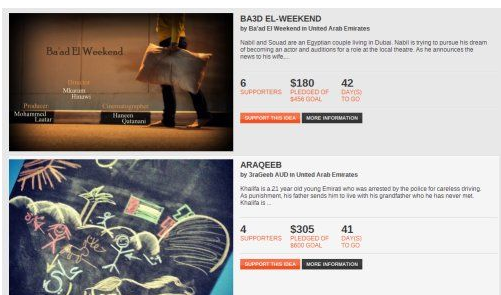 BA3D EL-WEEKEND
by Ba'ad El Weekend in United Arab Emirates
Nabil and Souad are an Egyptian couple living in Dubai. Nabil is trying to pursue his dream
of becoming an actor and auditions for a role at the local theatre. As he announces the
news to his wife...
6
SUPPORTERS
$180
PLEDGED OF
$456 GOAL
42
DAY(S)
TO GO
SUPPORT THIS IDEA
MORE INFORMATION
Ba'ad El Weekend
Director
Mkaram
Hinawi
Producer
Mohammed
Laatar
Cinematographer
Haneen
Qatanani
ARAQEEB
by 3raGeeb AUD in United Arab Emirates
Khalifa is a 21 year old young Emirati who was arrested by the police for careless driving.
As punishment, his father sends him to live with his grandfather who he has never met.
Khalifa is ...
4
SUPPORTERS
$305
PLEDGED OF
$600 GOAL
41
DAY(S)
TO GO
SUPPORT THIS IDEA
MORE INFORMATION